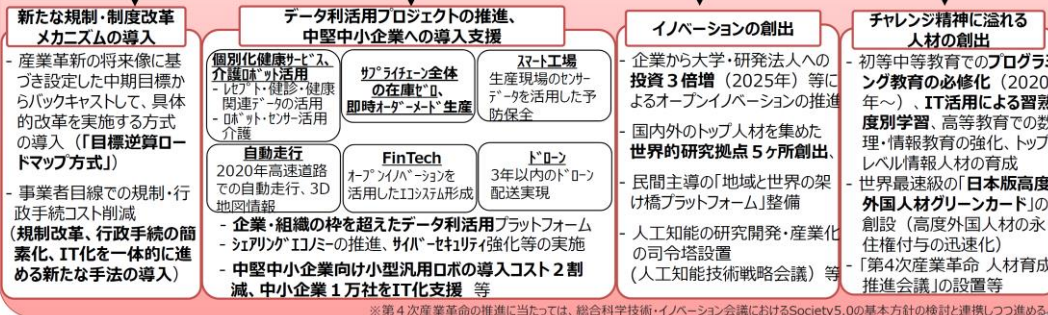 新たな規制・制度改革
メカニズムの導入
- 産業革新の将来像に基
づき設定した中期目標か
らバックキャストして、具体
的改革を実施する方式
の導入（「目標逆算ロー
ドマップ方式」）
- 事業者目線での規制・行
政手続コスト削減
(規制改革、行政手続の簡
素化、IT化を一体的に進め
る新たな手法の導入）
データ利活用プロジェクトの推進、
中堅中小企業への導入支援
個別化健康サービス、
介護ロボット活用
- レセプト・健診・健康
関連データの活用
- ロボット・センサー活用
介護
サプライチェーン全体
の在庫ゼロ、
即時オーダーメード生産
スマート工場
生産現場のセンサー
データを活用した予
防保全
自動走行
2020年高速道路
での自動走行、3D
地図情報
FinTech
オープンイノベーションを
活用したエコシステム形成
ドローン
3年以内のドローン
配送実現
- 企業・組織の枠を超えたデータ利活用プラットフォーム
- シェアリングエコノミーの推進、サイバーセキュリティ強化等の実施
- 中堅中小企業向け小型汎用ロボの導入コスト２割
減、中小企業１万社をIT化支援 等
イノベーションの創出
- 企業から大学・研究法人への
投資３倍増（2025年）等に
よるオープンイノベーションの推進
- 国内外のトップ人材を集めた
世界的研究拠点５ヶ所創出、
- 民間主導の「地域と世界の架
け橋プラットフォーム」整備
- 人工知能の研究開発・産業化
の司令塔設置
(人工知能技術戦略会議）等
チャレンジ精神に溢れる
人材の創出
- 初等中等教育でのプログラミ
ング教育の必修化（2020
年～）、IT活用による習熟
度別学習、高等教育での数
理・情報教育の強化、トップ
レベル情報人材の育成
- 世界最速級の「日本版高度
外国人材グリーンカード」の
創設（高度外国人材の永
住権付与の迅速化）
- 「第4次産業革命 人材育成
推進会議」の設置等
※第４次産業革命の推進に当たっては、総合科学技術・イノベーション会議におけるSociety5.0の基本方針の検討と連携しつつ進める